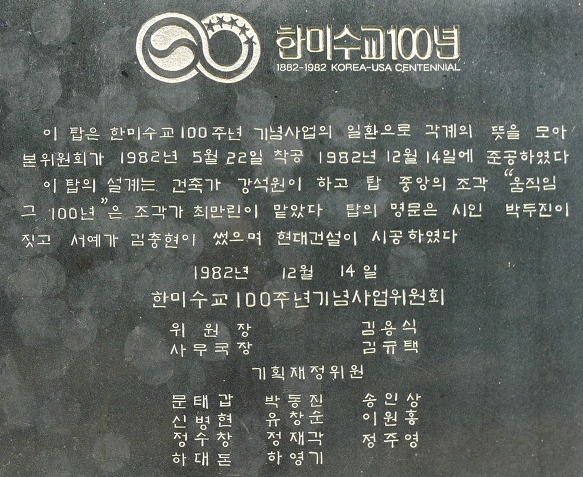 한미수교100년
1882-1982 KOREA-USA CENTENNIAL
이 탑은 한미수교 100주년 기념사업의 일환으로 각계의 뜻을 모아
본위원회가 1982년 5월 22일 착공 1982년 12월 14일에 준공하였다
이 탑의 설계는 건축가 강석원이 하고 탑 중앙의 조각 "움직임
그 100년"은 조각가 최만린이 맡았다 탑의 명문은 시인 박두진이
짓고 서예가 김충현이 썼으며 현대건설이 시공하였다
1982년 12월 14일
한미수교100주년기념사업위원회
위원장 김용식
사무국장 김규택
기획재정위원
문태갑 박동진 송인상
신병현 유창순 이원홍
정수창 정재각 정주영
하대돈 하영기